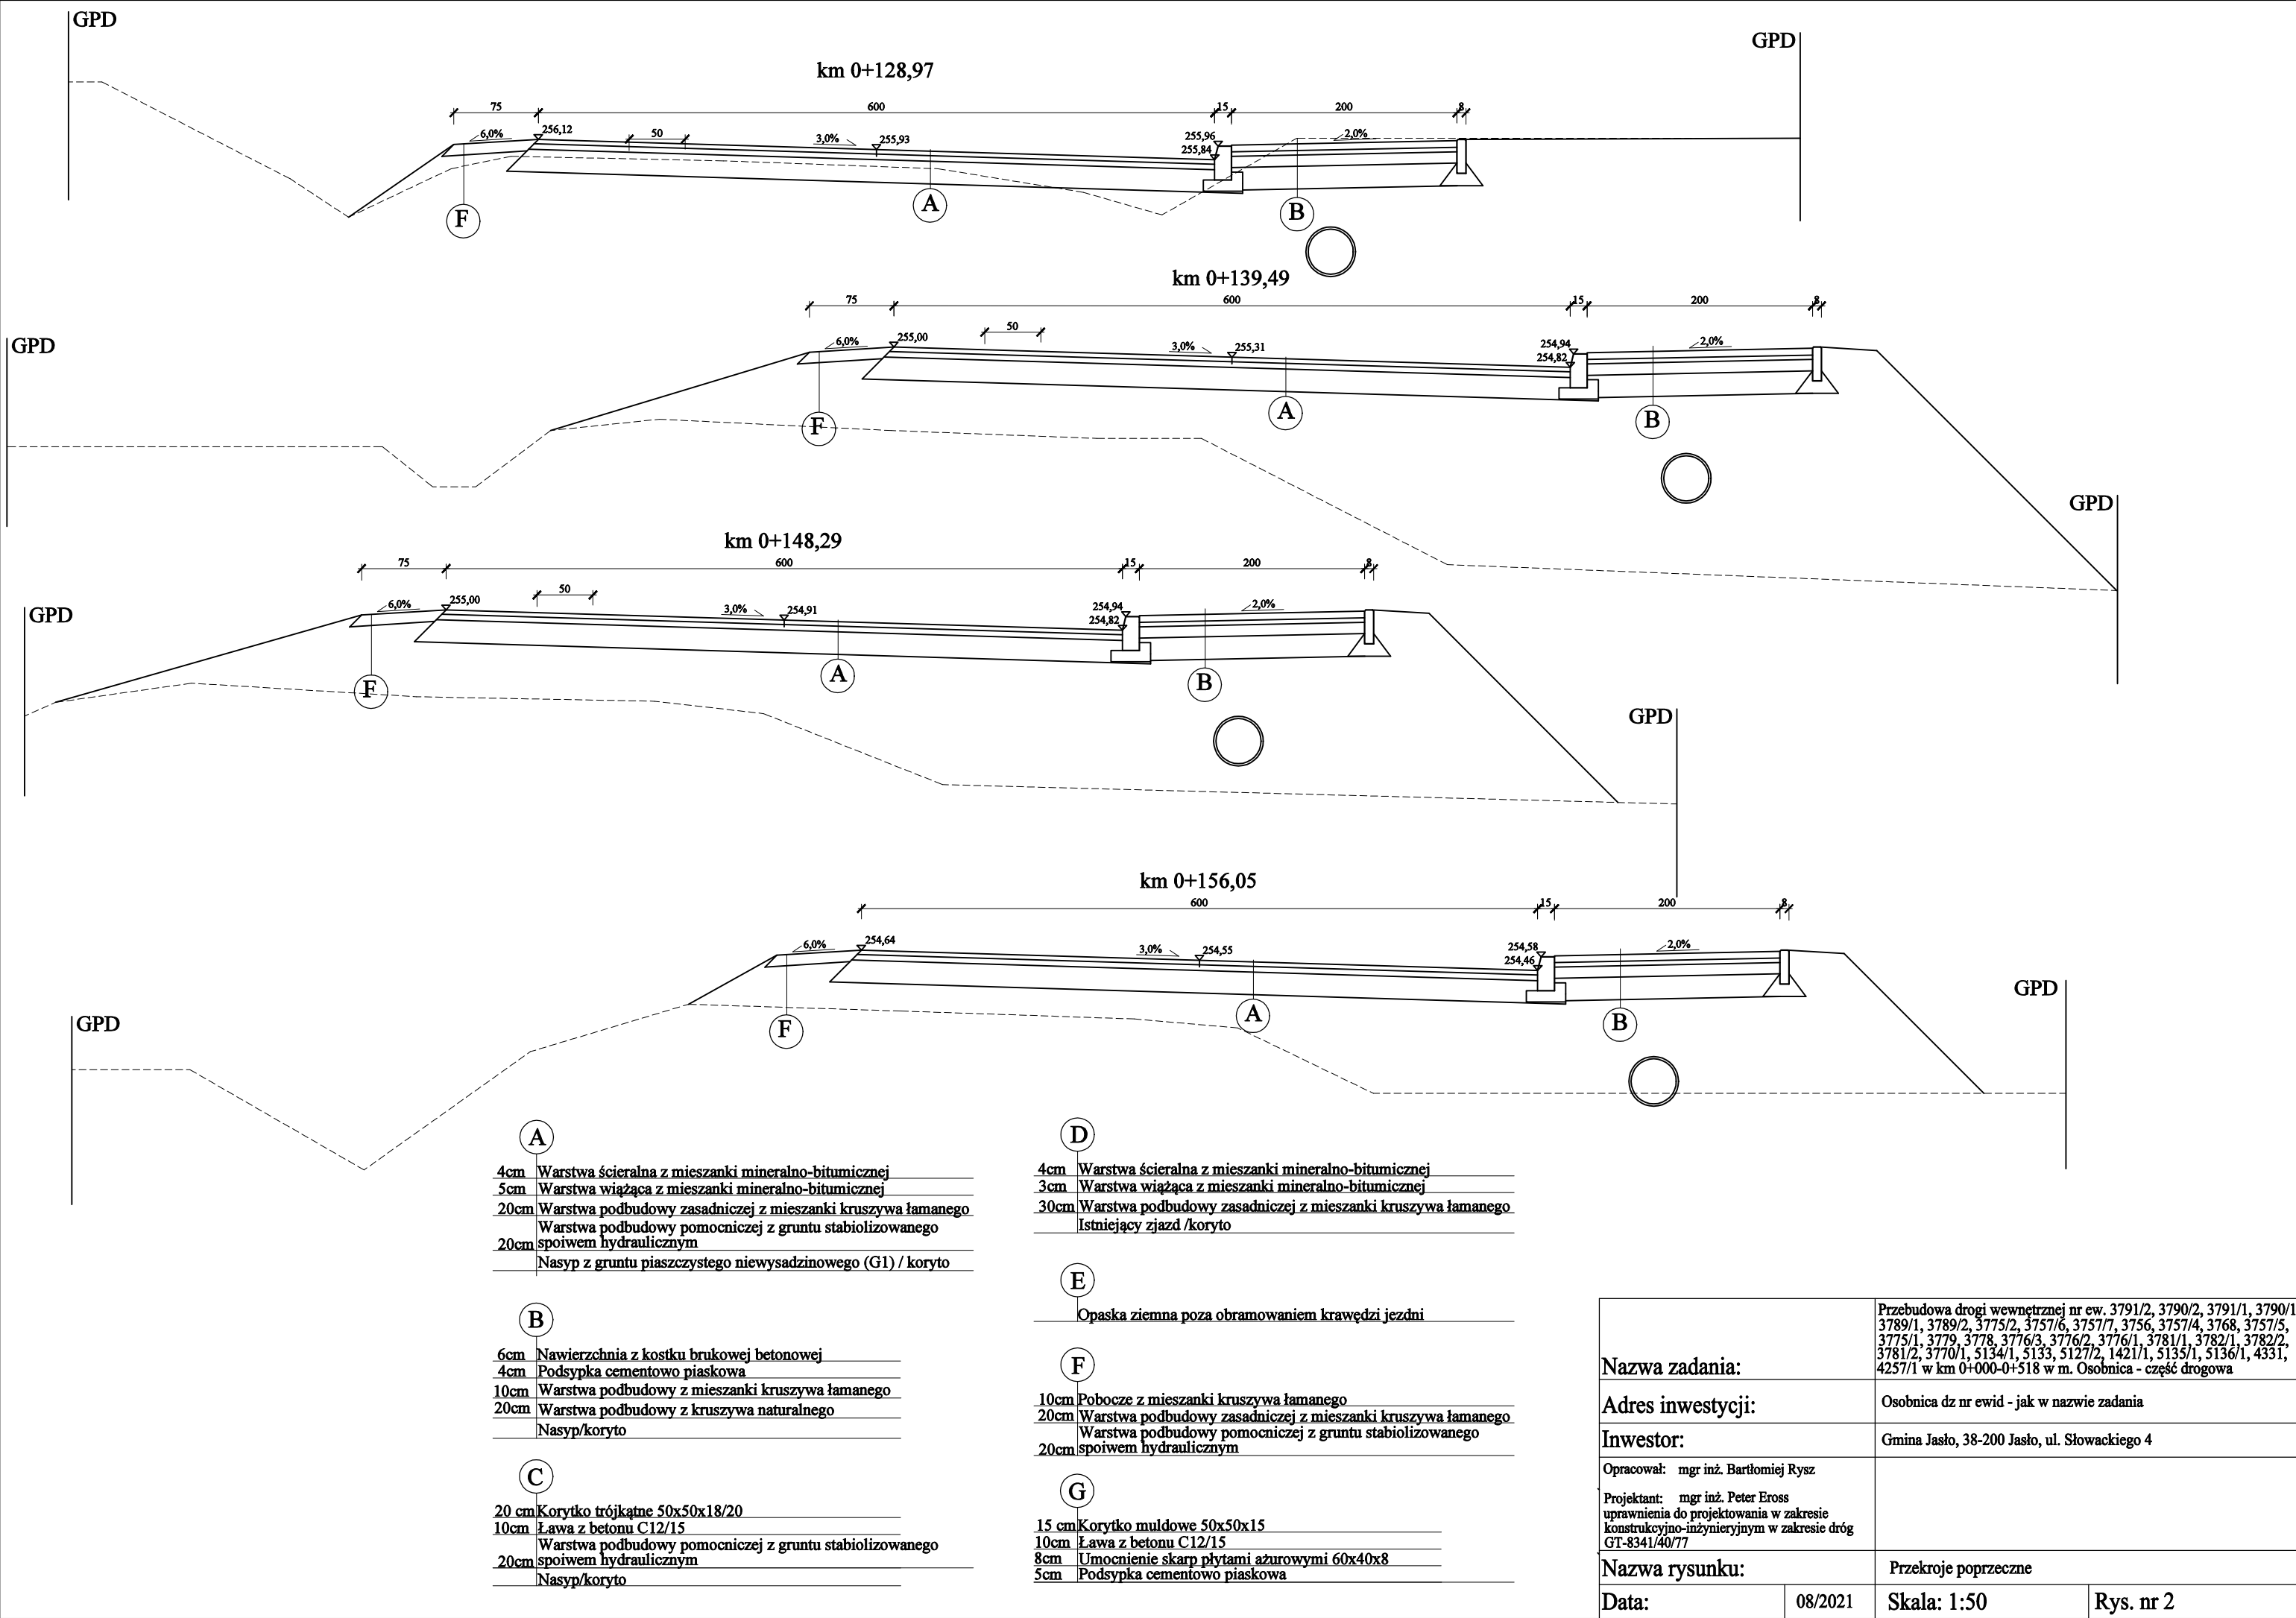 GPD
GPD
km 0+128,97
75
600
15
200
8
6,0%
256,12
50
3,0%
255,93
255,96
255,84
2,0%
F
A
B
km 0+139,49
75
600
15
200
8
GPD
6,0%
255,00
50
3,0%
255,31
254,94
254,82
2,0%
F
A
B
GPD
km 0+148,29
75
600
15
200
8
GPD
6,0%
255,00
50
3,0%
254,91
254,94
254,82
2,0%
F
A
B
GPD
km 0+156,05
600
15
200
8
6,0%
254,64
3,0%
254,55
254,58
254,46
2,0%
GPD
GPD
F
A
B
A
4cm Warstwa ścieralna z mieszanki mineralno-bitumicznej
5cm Warstwa wiążąca z mieszanki mineralno-bitumicznej
20cm Warstwa podbudowy zasadniczej z mieszanki kruszywa łamanego
Warstwa podbudowy pomocniczej z gruntu stabiolizowanego
20cm spoiwem hydraulicznym
Nasyp z gruntu piaszczystego niewysadzinowego (G1) / koryto
B
6cm Nawierzchnia z kostku brukowej betonowej
4cm Podsypka cementowo piaskowa
10cm Warstwa podbudowy z mieszanki kruszywa łamanego
20cm Warstwa podbudowy z kruszywa naturalnego
Nasyp/koryto
C
20 cm Korytko trójkątne 50x50x18/20
10cm Ława z betonu C12/15
Warstwa podbudowy pomocniczej z gruntu stabiolizowanego
20cm spoiwem hydraulicznym
Nasyp/koryto
D
4cm Warstwa ścieralna z mieszanki mineralno-bitumicznej
3cm Warstwa wiążąca z mieszanki mineralno-bitumicznej
30cm Warstwa podbudowy zasadniczej z mieszanki kruszywa łamanego
Istniejący zjazd /koryto
E
Opaska ziemna poza obramowaniem krawędzi jezdni
F
10cm Pobocze z mieszanki kruszywa łamanego
20cm Warstwa podbudowy zasadniczej z mieszanki kruszywa łamanego
Warstwa podbudowy pomocniczej z gruntu stabiolizowanego
20cm spoiwem hydraulicznym
G
15 cm Korytko muldowe 50x50x15
10cm Ława z betonu C12/15
8cm Umocnienie skarp płytami ażurowymi 60x40x8
5cm Podsypka cementowo piaskowa
Nazwa zadania:
Przebudowa drogi wewnętrznej nr ew. 3791/2, 3790/2, 3791/1, 3790/1
3789/1, 3789/2, 3775/2, 3757/6, 3757/7, 3756, 3757/4, 3768, 3757/5,
3775/1, 3779, 3778, 3776/3, 3776/2, 3776/1, 3781/1, 3782/1, 3782/2,
3781/2, 3770/1, 5134/1, 5133, 5127/2, 1421/1, 5135/1, 5136/1, 4331,
4257/1 w km 0+000-0+518 w m. Osobnica - część drogowa
Adres inwestycji:
Osobnica dz nr ewid - jak w nazwie zadania
Inwestor:
Gmina Jasło, 38-200 Jasło, ul. Słowackiego 4
Opracował: mgr inż. Bartłomiej Rysz
Projektant: mgr inż. Peter Eross
uprawnienia do projektowania w zakresie
konstrukcyjno-inżynieryjnym w zakresie dróg
GT-8341/40/77
Nazwa rysunku:
Przekroje poprzeczne
Data:
08/2021
Skala: 1:50
Rys. nr 2